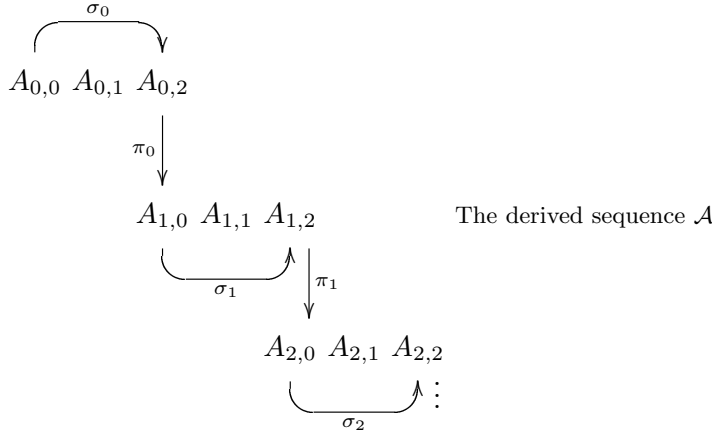 σ₀
A₀,₀ A₀,₁ A₀,₂
π₀
A₁,₀ A₁,₁ A₁,₂ The derived sequence 𝒜
σ₁ π₁
A₂,₀ A₂,₁ A₂,₂
σ₂ ⋮